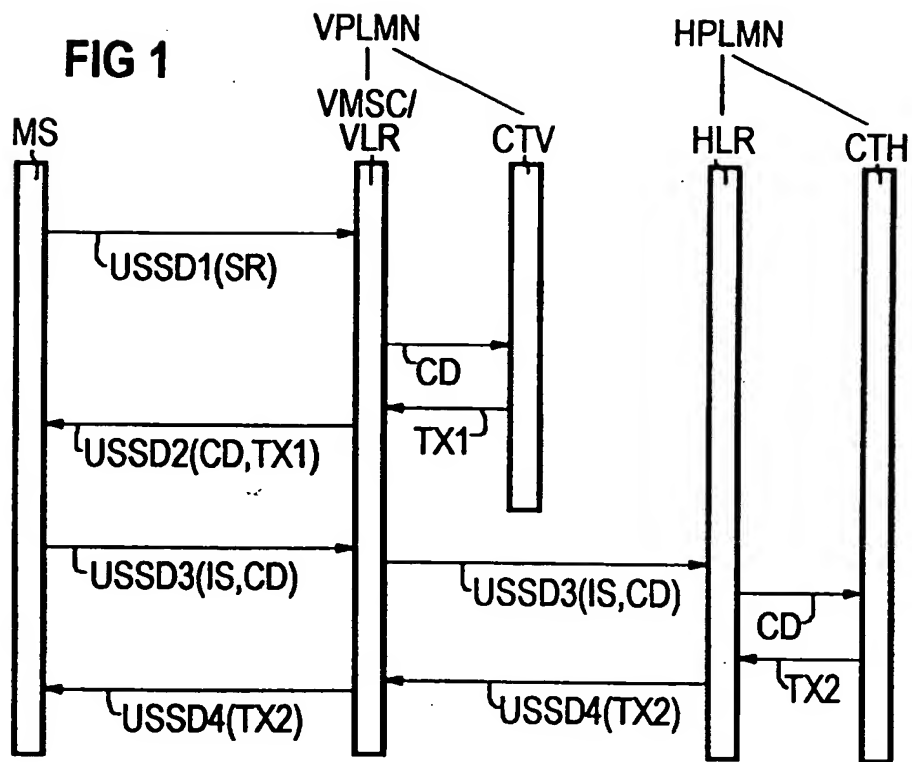 FIG 1
VPLMN
HPLMN
MS
VMSC/
VLR
CTV
HLR
CTH
USSD1(SR)
CD
TX1
USSD2(CD,TX1)
USSD3(IS,CD)
USSD3(IS,CD)
CD
TX2
USSD4(TX2)
USSD4(TX2)